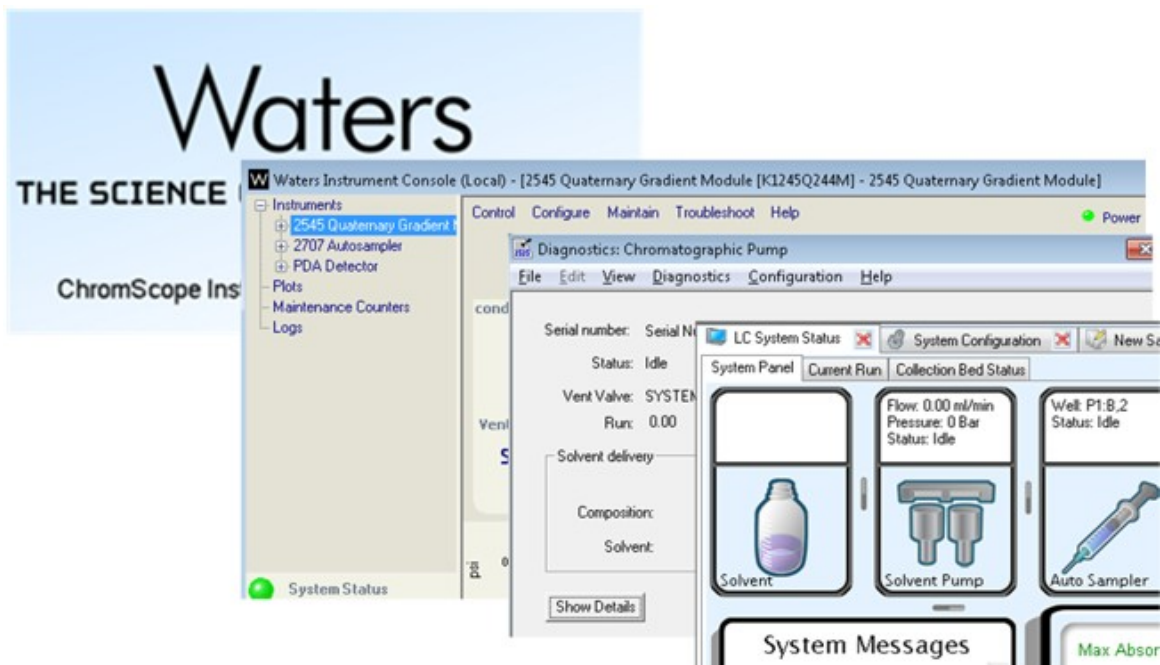 Waters
THE SCIENCE
ChromScope Ins
W Waters Instrument Console (Local) - [2545 Quaternary Gradient Module [K1245Q244M] - 2545 Quaternary Gradient Module]
Instruments
2545 Quaternary Gradient
2707 Autosampler
PDA Detector
Plots
Maintenance Counters
Logs
System Status
Control Configure Maintain Troubleshoot Help
Power
cond
Vent
S
psi
0
Diagnostics: Chromatographic Pump
File Edit View Diagnostics Configuration Help
Serial number: Serial
Status: Idle
Vent Valve: SYSTEM
Run: 0.00
Solvent delivery
Composition:
Solvent:
Show Details
LC System Status
System Configuration
New Sa
System Panel
Current Run
Collection Bed Status
Flow: 0.00 ml/min
Pressure: 0 Bar
Status: Idle
Well: P1:B,2
Status: Idle
Solvent
Solvent Pump
Auto Sampler
System Messages
Max Absor